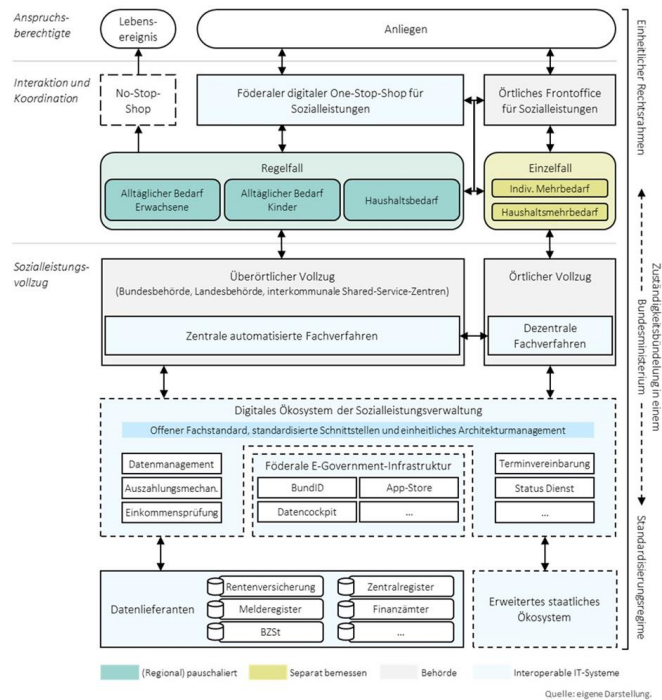 Anspruchs-
berechtigte
Lebens-
ereignis
Anliegen
Interaktion und
Koordination
No-Stop-
Shop
Föderaler digitaler One-Stop-Shop für
Sozialleistungen
Örtliches Frontoffice
für Sozialleistungen
Regelfall
Alltäglicher Bedarf
Erwachsene
Alltäglicher Bedarf
Kinder
Haushaltsbedarf
Einzelfall
Indiv. Mehrbedarf
Haushaltsmehrbedarf
Sozialleistungs-
vollzug
Überörtlicher Vollzug
(Bundesbehörde, Landesbehörde, interkommunale Shared-Service-Zentren)
Zentrale automatisierte Fachverfahren
Örtlicher Vollzug
Dezentrale
Fachverfahren
Digitales Ökosystem der Sozialleistungsverwaltung
Offener Fachstandard, standardisierte Schnittstellen und einheitliches Architekturmanagement
Datenmanagement
Auszahlungsmechan.
Einkommensprüfung
Föderale E-Government-Infrastruktur
BundID
App-Store
Datencockpit
...
Terminvereinbarung
Status Dienst
...
Datenlieferanten
Rentenversicherung
Zentralregister
Melderegister
Finanzämter
BZSt
...
Erweitertes staatliches
Ökosystem
Einheitlicher Rechtsrahmen
Zuständigkeitsbündelung in einem
Bundesministerium
Standardisierungsregime
(Regional) pauschaliert
Separat bemessen
Behörde
Interoperable IT-Systeme
Quelle: eigene Darstellung.